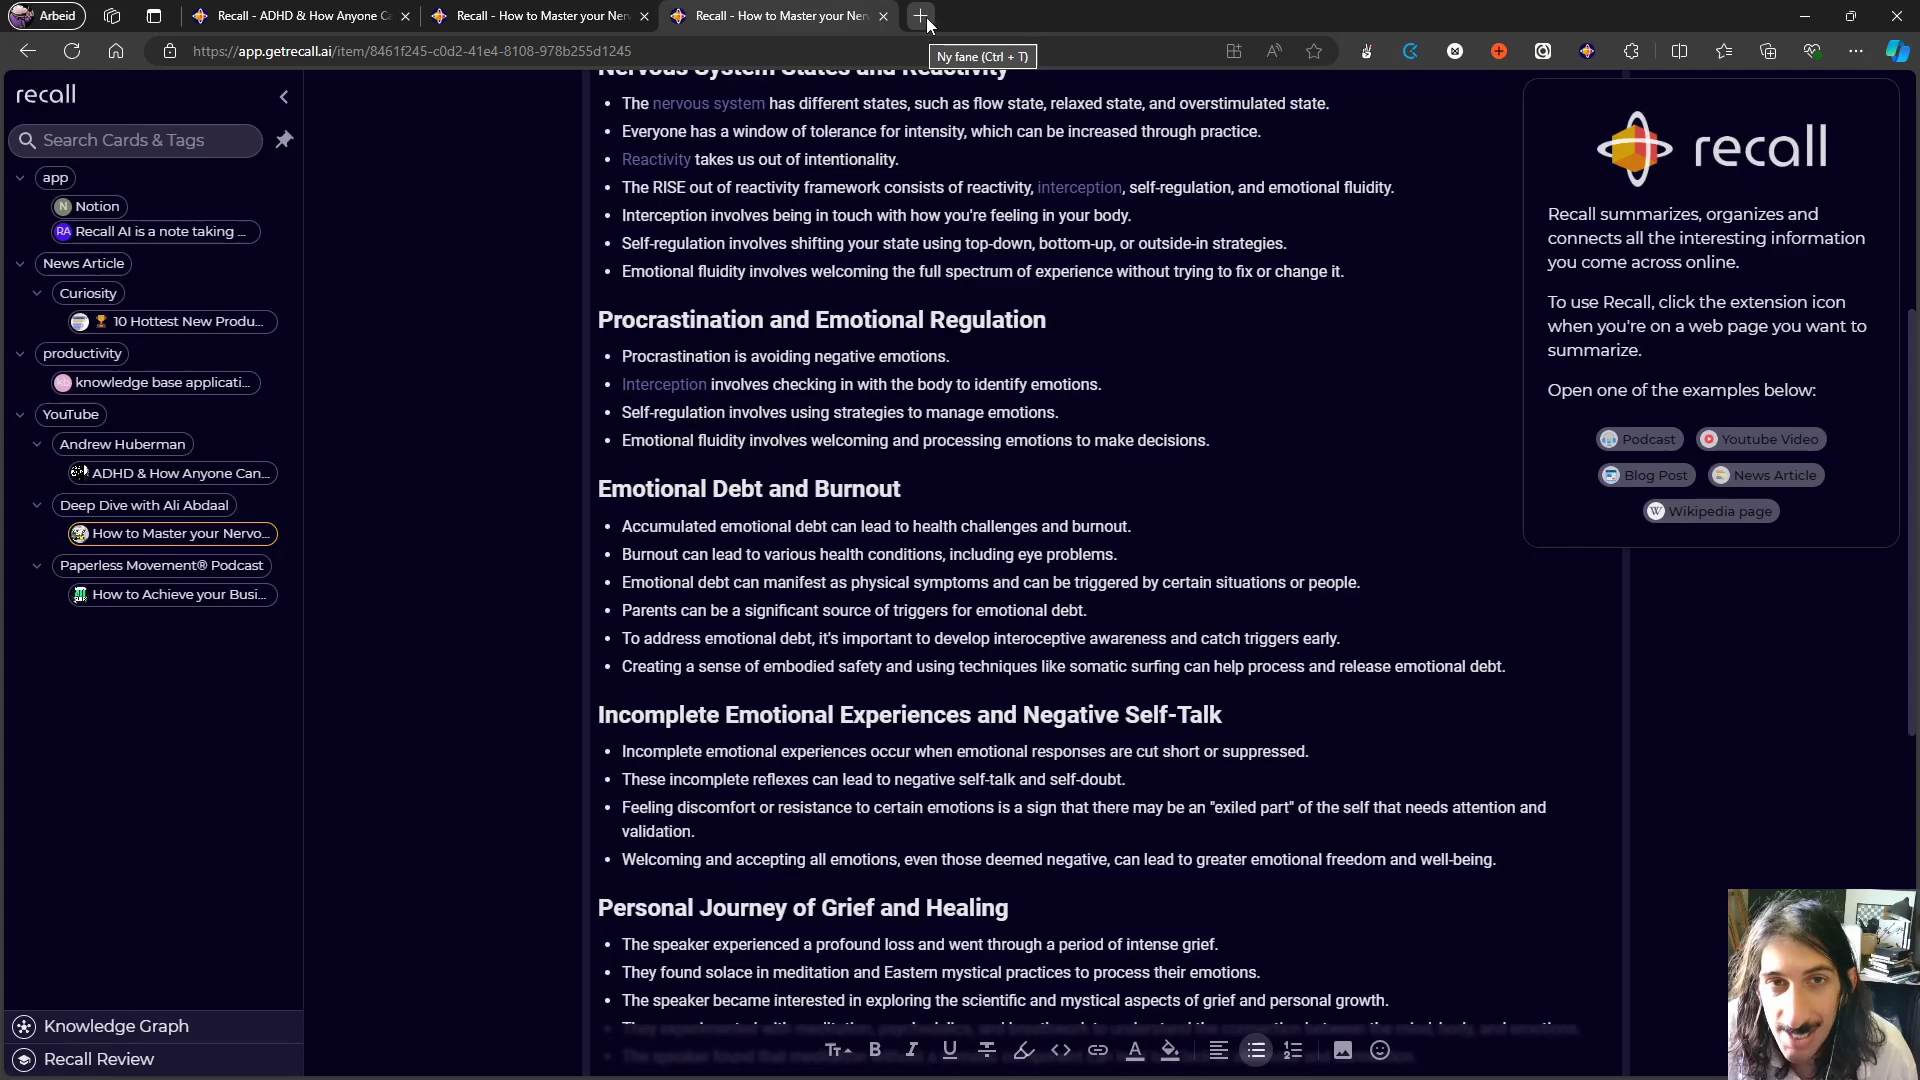 Arbeid
Recall - ADHD & How Anyone C
Recall - How to Master your Ner
Recall - How to Master your Ner
https://app.getrecall.ai/item/8461f245-c0d2-41e4-8108-978b255d1245
Ny fane (Ctrl + T)
recall
Search Cards & Tags
app
N Notion
RA Recall AI is a note taking ...
News Article
Curiosity
10 Hottest New Produ...
productivity
kb knowledge base applicati...
YouTube
Andrew Huberman
ADHD & How Anyone Can...
Deep Dive with Ali Abdaal
How to Master your Nervo...
Paperless Movement® Podcast
How to Achieve your Busi...
Knowledge Graph
Recall Review
Nervous System States and Reactivity
• The nervous system has different states, such as flow state, relaxed state, and overstimulated state.
• Everyone has a window of tolerance for intensity, which can be increased through practice.
• Reactivity takes us out of intentionality.
• The RISE out of reactivity framework consists of reactivity, interception, self-regulation, and emotional fluidity.
• Interception involves being in touch with how you're feeling in your body.
• Self-regulation involves shifting your state using top-down, bottom-up, or outside-in strategies.
• Emotional fluidity involves welcoming the full spectrum of experience without trying to fix or change it.
Procrastination and Emotional Regulation
• Procrastination is avoiding negative emotions.
• Interception involves checking in with the body to identify emotions.
• Self-regulation involves using strategies to manage emotions.
• Emotional fluidity involves welcoming and processing emotions to make decisions.
Emotional Debt and Burnout
• Accumulated emotional debt can lead to health challenges and burnout.
• Burnout can lead to various health conditions, including eye problems.
• Emotional debt can manifest as physical symptoms and can be triggered by certain situations or people.
• Parents can be a significant source of triggers for emotional debt.
• To address emotional debt, it's important to develop interoceptive awareness and catch triggers early.
• Creating a sense of embodied safety and using techniques like somatic surfing can help process and release emotional debt.
Incomplete Emotional Experiences and Negative Self-Talk
• Incomplete emotional experiences occur when emotional responses are cut short or suppressed.
• These incomplete reflexes can lead to negative self-talk and self-doubt.
• Feeling discomfort or resistance to certain emotions is a sign that there may be an "exiled part" of the self that needs attention and
validation.
• Welcoming and accepting all emotions, even those deemed negative, can lead to greater emotional freedom and well-being.
Personal Journey of Grief and Healing
• The speaker experienced a profound loss and went through a period of intense grief.
• They found solace in meditation and Eastern mystical practices to process their emotions.
• The speaker became interested in exploring the scientific and mystical aspects of grief and personal growth.
recall
Recall summarizes, organizes and
connects all the interesting information
you come across online.
To use Recall, click the extension icon
when you're on a web page you want to
summarize.
Open one of the examples below:
Podcast
Youtube Video
Blog Post
News Article
W Wikipedia page